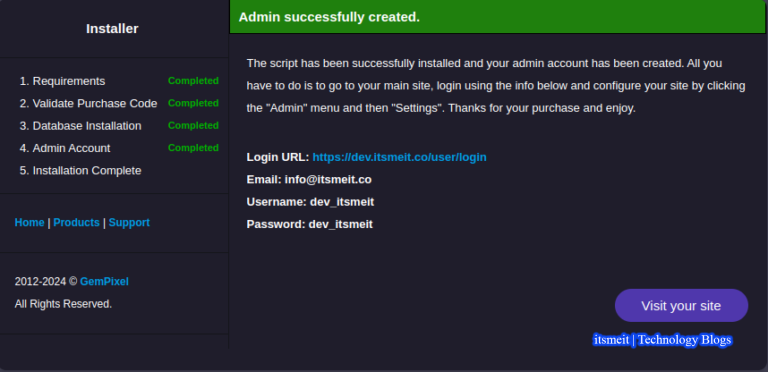 Installer
1. Requirements Completed
2. Validate Purchase Code Completed
3. Database Installation Completed
4. Admin Account Completed
5. Installation Complete
Home | Products | Support
2012-2024 © GemPixel
All Rights Reserved.
Admin successfully created.
The script has been successfully installed and your admin account has been created. All you
have to do is to go to your main site, login using the info below and configure your site by clicking
the "Admin" menu and then "Settings". Thanks for your purchase and enjoy.
Login URL: https://dev.itsmeit.co/user/login
Email: info@itsmeit.co
Username: dev_itsmeit
Password: dev_itsmeit
Visit your site
itsmeit | Technology Blogs